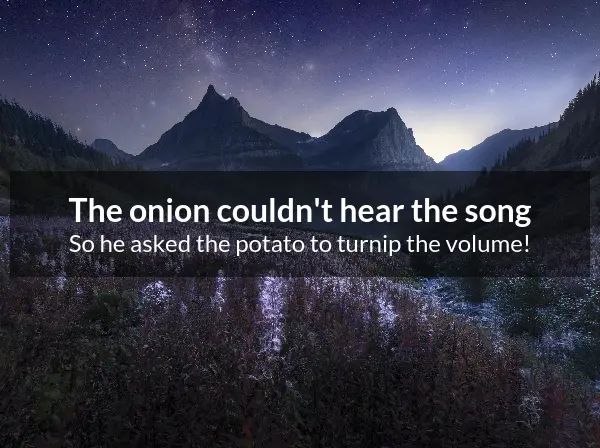 The onion couldn't hear the song
So he asked the potato to turnip the volume!